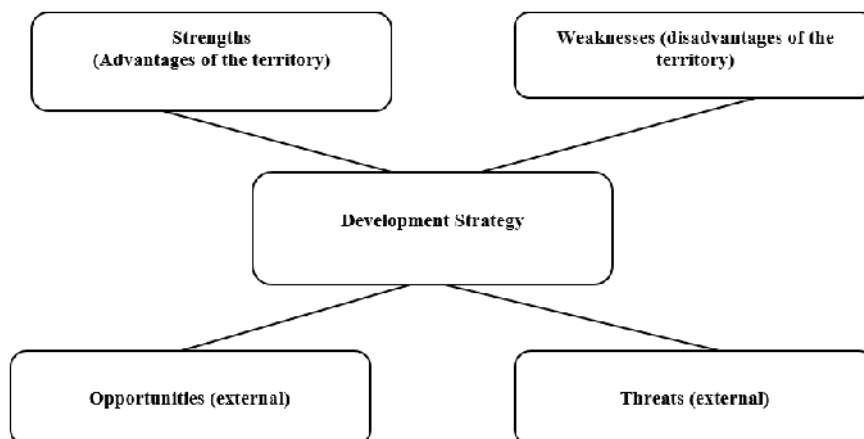 Strengths
(Advantages of the territory)
Weaknesses (disadvantages of the
territory)
Development Strategy
Opportunities (external)
Threats (external)